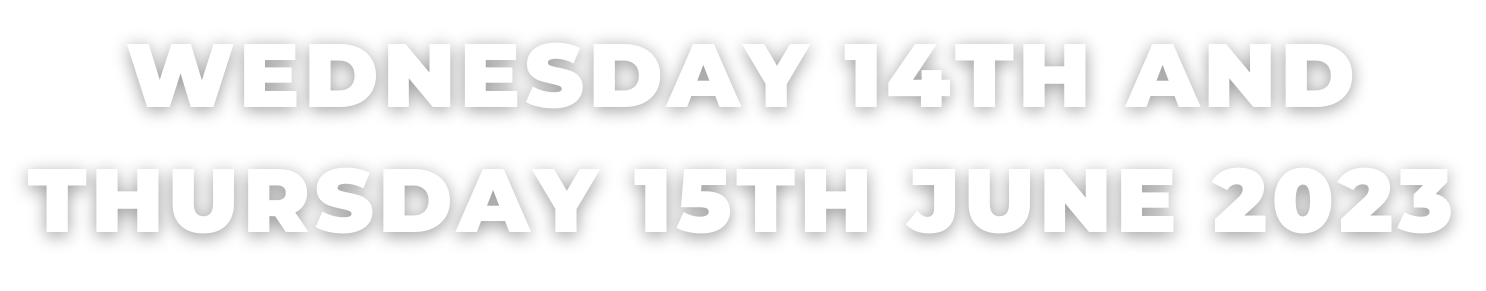 WEDNESDAY 14TH AND
THURSDAY 15TH JUNE 2023